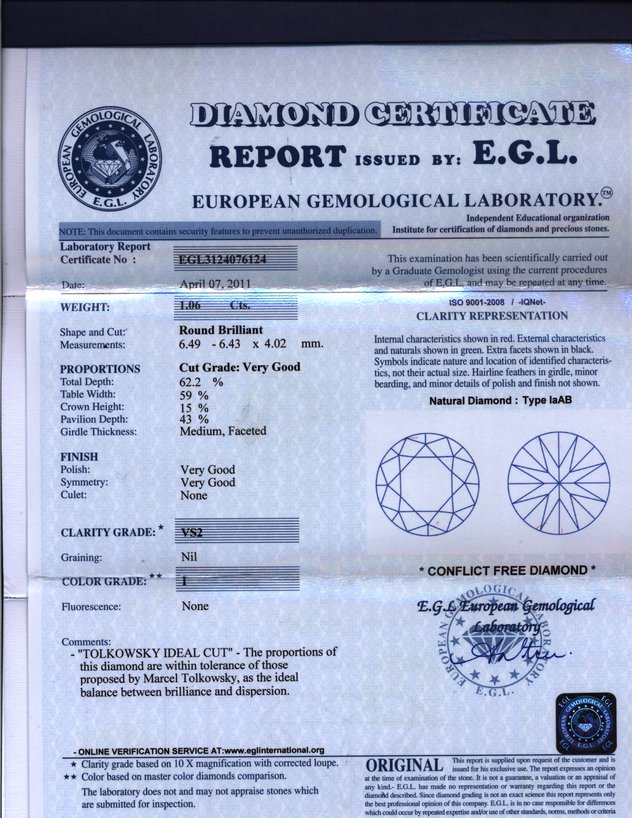 DIAMOND CERTIFICATE
REPORT ISSUED BY: E.G.L.
EUROPEAN GEMOLOGICAL LABORATORY.™
EUROPEAN GEMOLOGICAL LABORATORY
E.G.L.
Independent Educational organization
Institute for certification of diamonds and precious stones.
NOTE: This document contains security features to prevent unauthorized duplication.
Laboratory Report
Certificate No : EGL3124076124
Date: April 07, 2011
WEIGHT: 1.06 Cts.
Shape and Cut: Round Brilliant
Measurements: 6.49 - 6.43 x 4.02 mm.
PROPORTIONS Cut Grade: Very Good
Total Depth: 62.2 %
Table Width: 59 %
Crown Height: 15 %
Pavilion Depth: 43 %
Girdle Thickness: Medium, Faceted
FINISH
Polish: Very Good
Symmetry: Very Good
Culet: None
CLARITY GRADE: * VS2
Graining: Nil
COLOR GRADE: ** I
Fluorescence: None
Comments:
- "TOLKOWSKY IDEAL CUT" - The proportions of
this diamond are within tolerance of those
proposed by Marcel Tolkowsky, as the ideal
balance between brilliance and dispersion.
- ONLINE VERIFICATION SERVICE AT:www.eglinternational.org
★ Clarity grade based on 10 X magnification with corrected loupe.
★★ Color based on master color diamonds comparison.
The laboratory does not and may not appraise stones which
are submitted for inspection.
This examination has been scientifically carried out
by a Graduate Gemologist using the current procedures
of E.G.L. and may be repeated at any time.
ISO 9001-2008 / -IQNet-
CLARITY REPRESENTATION
Internal characteristics shown in red. External characteristics
and naturals shown in green. Extra facets shown in black.
Symbols indicate nature and location of identified characteris-
tics, not their actual size. Hairline feathers in girdle, minor
bearding, and minor details of polish and finish not shown.
Natural Diamond : Type IaAB
* CONFLICT FREE DIAMOND *
E.G.L European Gemological
Laboratory
EUROPEAN GEMOLOGICAL LABORATORY
E.G.L.
EGL EGL
EUROPEAN GEMOLOGICAL LABORATORY
E.G.L.
ORIGINAL This report is supplied upon request of the customer and is
issued for his exclusive use. The report expresses an opinion
at the time of examination of the stone. It is not a guarantee, a valuation or an appraisal of
any kind.- E.G.L. has made no representation or warranty regarding this report or the
diamond described. Since diamond grading is not an exact science this report represents only
the best professional opinion of this company. E.G.L. is in no case responsible for differences
which could occur by repeated expertise and/or use of other standards, norms, methods or criteria